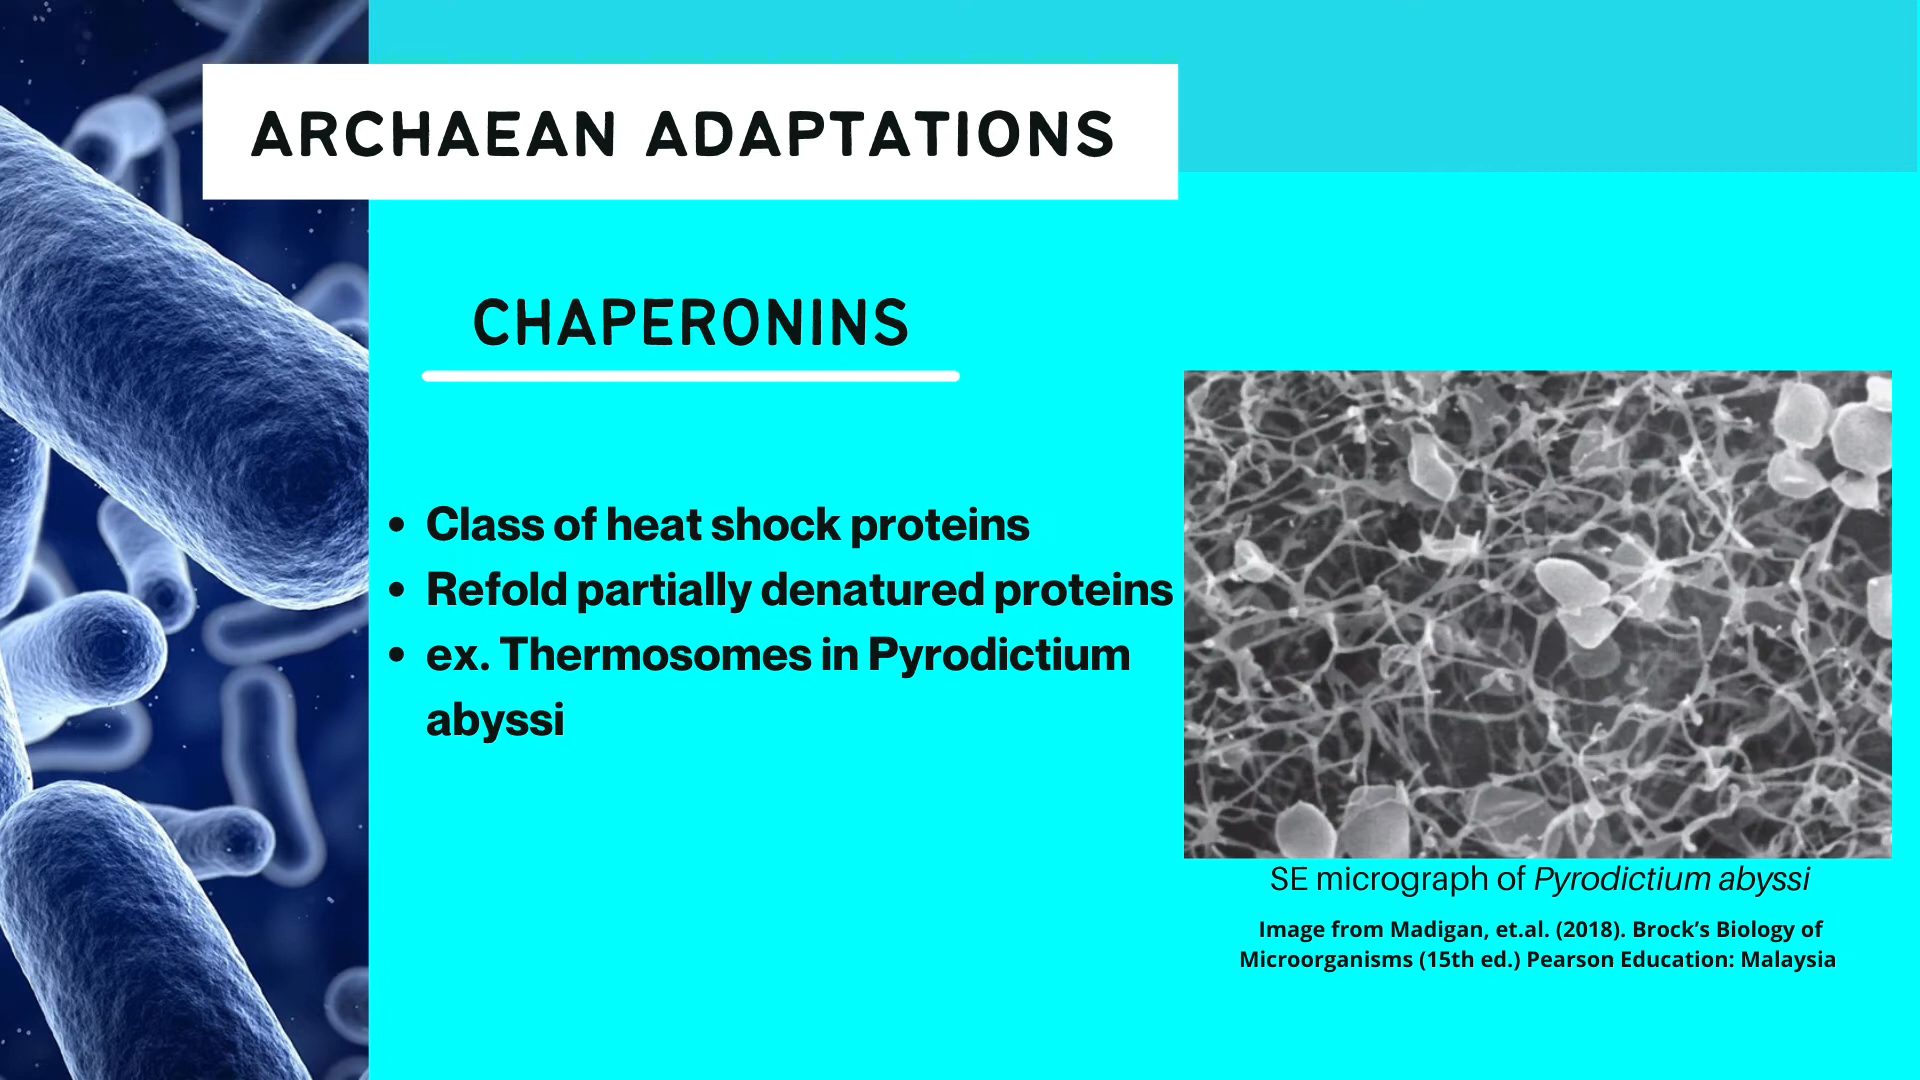 ARCHAEAN ADAPTATIONS
CHAPERONINS
• Class of heat shock proteins
• Refold partially denatured proteins
• ex. Thermosomes in Pyrodictium
abyssi
SE micrograph of Pyrodictium abyssi
Image from Madigan, et.al. (2018). Brock’s Biology of
Microorganisms (15th ed.) Pearson Education: Malaysia